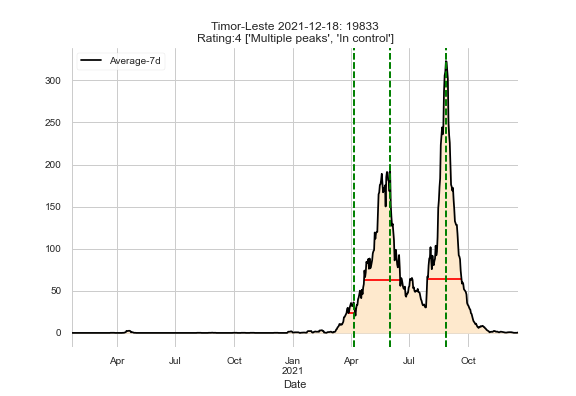 Timor-Leste 2021-12-18: 19833
Rating:4 ['Multiple peaks', 'In control']
Average-7d
300
250
200
150
100
50
0
Apr
Jul
Oct
Jan
2021
Apr
Jul
Oct
Date